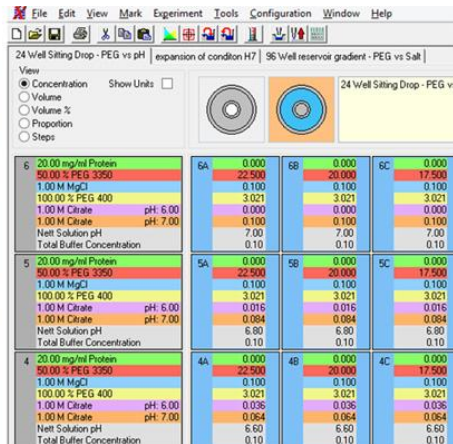 File Edit View Mark Experiment Tools Configuration Window Help
24 Well Sitting Drop - PEG vs pH expansion of conditon H7 96 Well reservoir gradient - PEG vs Salt
View
Concentration Show Units
Volume
Volume %
Proportion
Steps
24 Well Sitting Drop - PEG v
6 20.00 mg/ml Protein 6A 0.000 6B 0.000 6C 0.000
50.00 % PEG 3350 22.500 20.000 17.500
1.00 M MgCl 0.100 0.100 0.100
100.00 % PEG 400 3.021 3.021 3.021
1.00 M Citrate pH: 6.00 0.000 0.000 0.000
1.00 M Citrate pH: 7.00 0.100 0.100 0.100
Nett Solution pH 7.00 7.00 7.00
Total Buffer Concentration 0.10 0.10 0.10
5 20.00 mg/ml Protein 5A 0.000 5B 0.000 5C 0.000
50.00 % PEG 3350 22.500 20.000 17.500
1.00 M MgCl 0.100 0.100 0.100
100.00 % PEG 400 3.021 3.021 3.021
1.00 M Citrate pH: 6.00 0.016 0.016 0.016
1.00 M Citrate pH: 7.00 0.084 0.084 0.084
Nett Solution pH 6.80 6.80 6.80
Total Buffer Concentration 0.10 0.10 0.10
4 20.00 mg/ml Protein 4A 0.000 4B 0.000 4C 0.000
50.00 % PEG 3350 22.500 20.000 17.500
1.00 M MgCl 0.100 0.100 0.100
100.00 % PEG 400 3.021 3.021 3.021
1.00 M Citrate pH: 6.00 0.036 0.036 0.036
1.00 M Citrate pH: 7.00 0.064 0.064 0.064
Nett Solution pH 6.60 6.60 6.60
Total Buffer Concentration 0.10 0.10 0.10